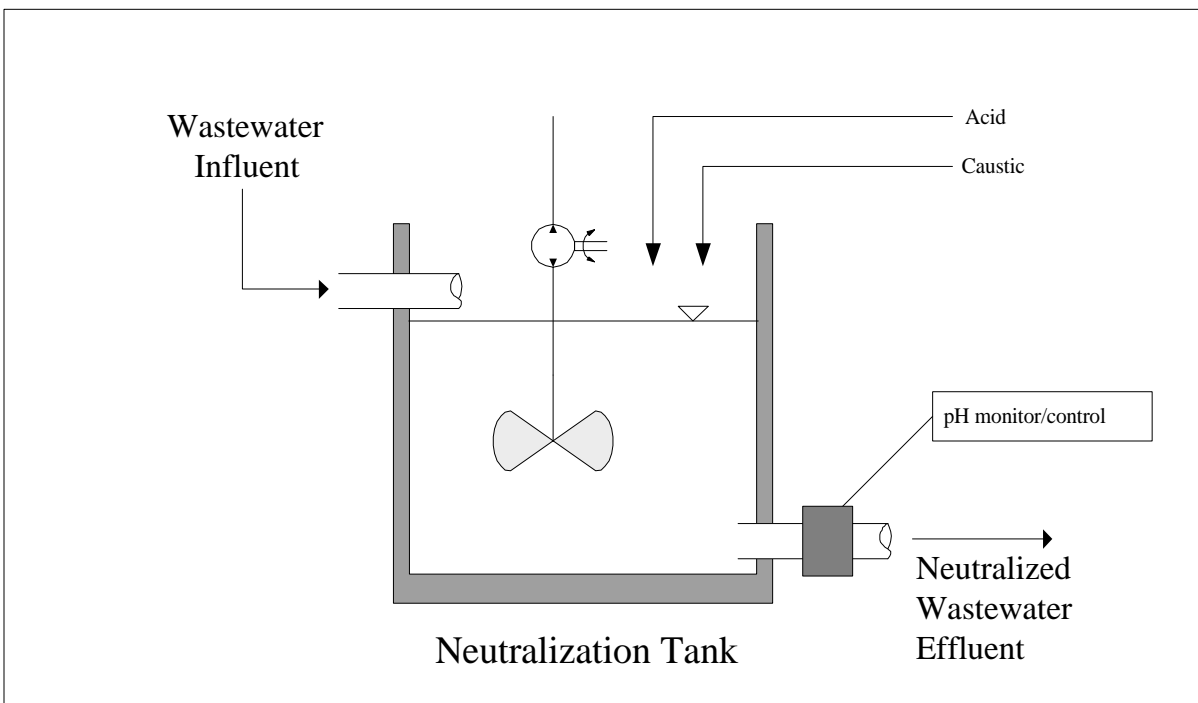 Wastewater
Influent
Acid
Caustic
pH monitor/control
Neutralized
Wastewater
Effluent
Neutralization Tank